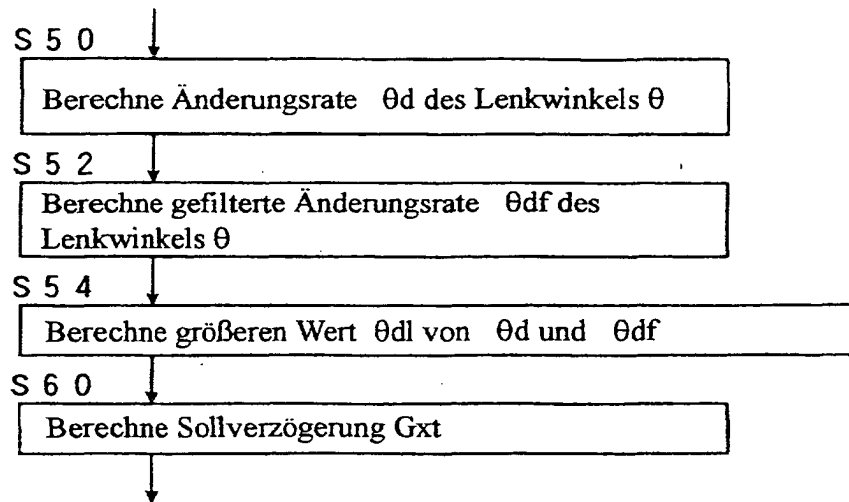 S 5 0
Berechne Änderungsrate θd des Lenkwinkels θ
S 5 2
Berechne gefilterte Änderungsrate θdf des
Lenkwinkels θ
S 5 4
Berechne größeren Wert θdl von θd und θdf
S 6 0
Berechne Sollverzögerung Gxt